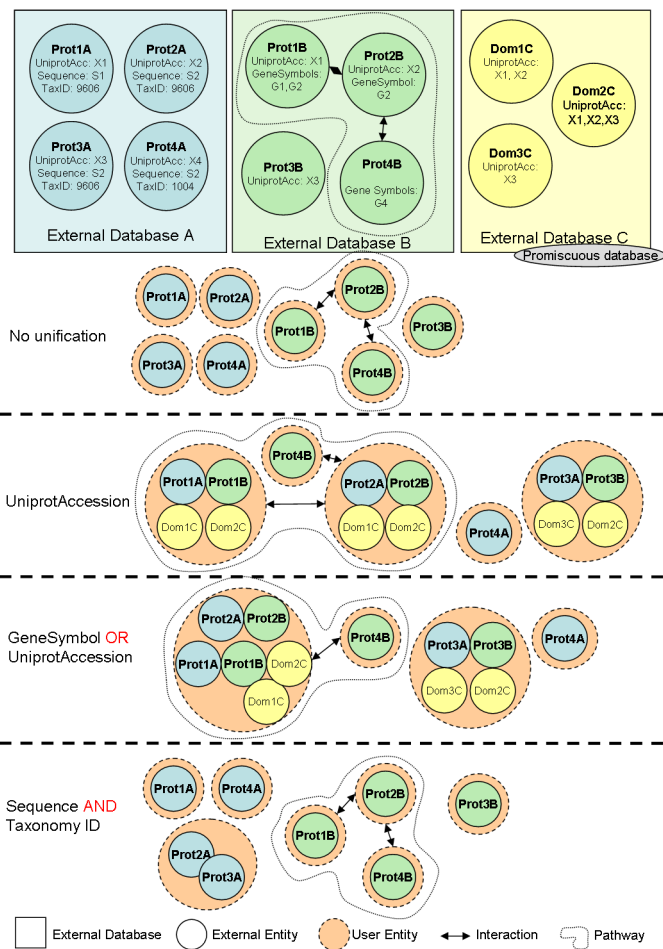 Prot1A
UniprotAcc: X1
Sequence: S1
TaxID: 9606
Prot2A
UniprotAcc: X2
Sequence: S2
TaxID: 9606
Prot3A
UniprotAcc: X3
Sequence: S2
TaxID: 9606
Prot4A
UniprotAcc: X4
Sequence: S2
TaxID: 1004
External Database A
Prot1B
UniprotAcc: X1
GeneSymbols:
G1,G2
Prot2B
UniprotAcc: X2
GeneSymbol:
G2
Prot3B
UniprotAcc: X3
Prot4B
Gene Symbols:
G4
External Database B
Dom1C
UniprotAcc:
X1, X2
Dom2C
UniprotAcc:
X1,X2,X3
Dom3C
UniprotAcc:
X3
External Database C
Promiscuous database
No unification
Prot1A
Prot2A
Prot3A
Prot4A
Prot1B
Prot2B
Prot4B
Prot3B
UniprotAccession
Prot1A
Prot1B
Dom1C
Dom2C
Prot4B
Prot2A
Prot2B
Dom1C
Dom2C
Prot4A
Prot3A
Prot3B
Dom3C
Dom2C
GeneSymbol OR
UniprotAccession
Prot2A
Prot2B
Prot1A
Prot1B
Dom2C
Dom1C
Prot4B
Prot3A
Prot3B
Dom3C
Dom2C
Prot4A
Sequence AND
Taxonomy ID
Prot1A
Prot4A
Prot2A
Prot3A
Prot1B
Prot2B
Prot4B
Prot3B
External Database
External Entity
User Entity
Interaction
Pathway